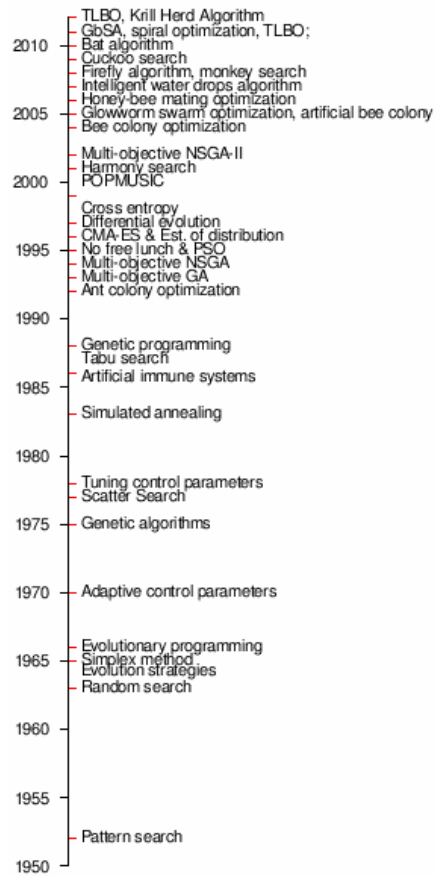 TLBO, Krill Herd Algorithm
GbSA, spiral optimization, TLBO;
2010
Bat algorithm
Cuckoo search
Firefly algorithm, monkey search
Intelligent water drops algorithm
Honey-bee mating optimization
2005
Glowworm swarm optimization, artificial bee colony
Bee colony optimization
Multi-objective NSGA-II
Harmony search
2000
POPMUSIC
Cross entropy
Differential evolution
CMA-ES & Est. of distribution
1995
No free lunch & PSO
Multi-objective NSGA
Multi-objective GA
Ant colony optimization
1990
Genetic programming
Tabu search
1985
Artificial immune systems
Simulated annealing
1980
Tuning control parameters
Scatter Search
1975
Genetic algorithms
1970
Adaptive control parameters
Evolutionary programming
1965
Simplex method
Evolution strategies
Random search
1960
1955
Pattern search
1950